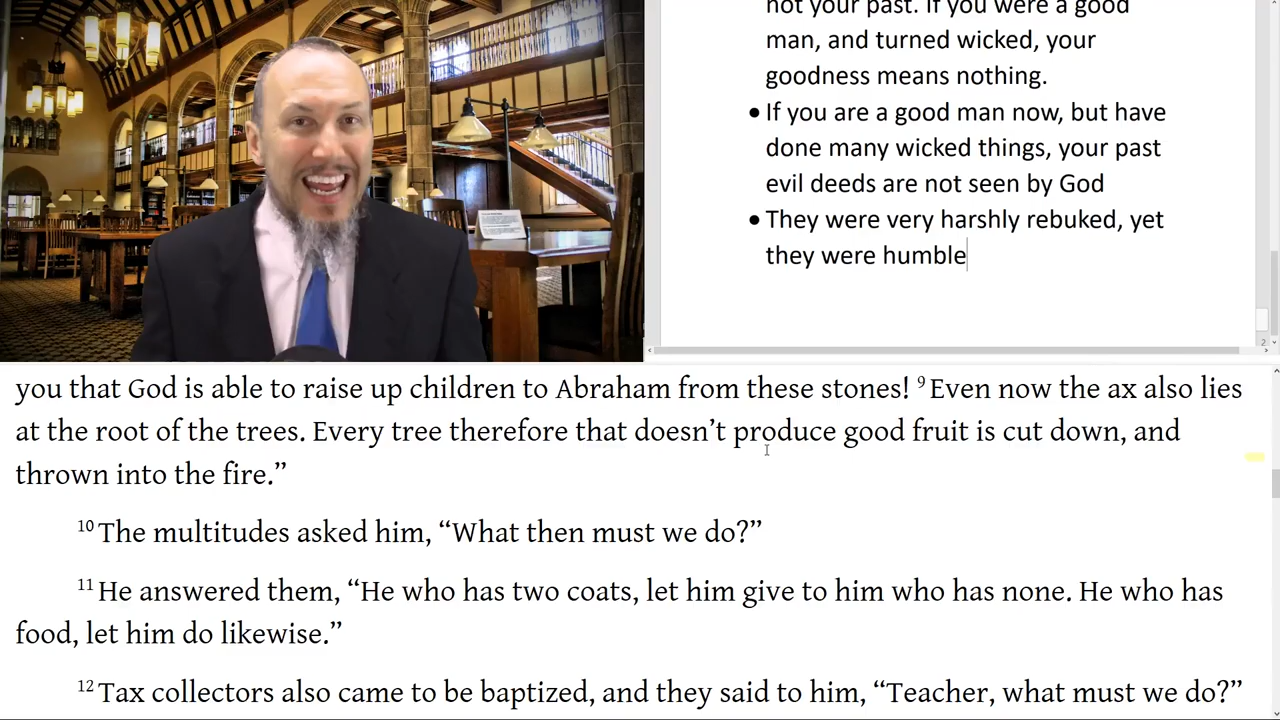 not your past. If you were a good
man, and turned wicked, your
goodness means nothing.
• If you are a good man now, but have
done many wicked things, your past
evil deeds are not seen by God
• They were very harshly rebuked, yet
they were humble
2
you that God is able to raise up children to Abraham from these stones! 9 Even now the ax also lies
at the root of the trees. Every tree therefore that doesn’t produce good fruit is cut down, and
thrown into the fire.”
10 The multitudes asked him, “What then must we do?”
11 He answered them, “He who has two coats, let him give to him who has none. He who has
food, let him do likewise.”
12 Tax collectors also came to be baptized, and they said to him, “Teacher, what must we do?”